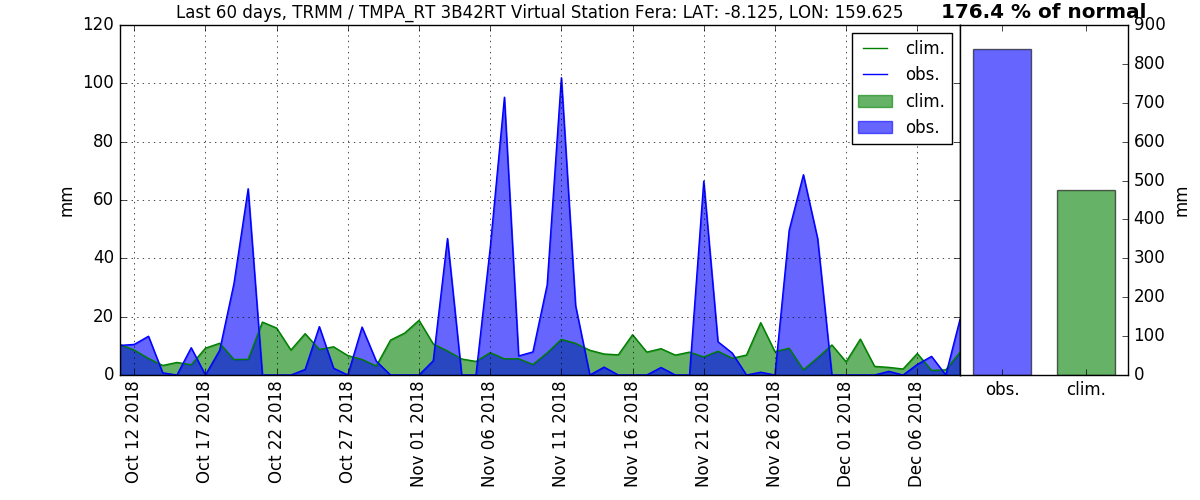 Last 60 days, TRMM / TMPA_RT 3B42RT Virtual Station Fera: LAT: -8.125, LON: 159.625
176.4 % of normal
120
100
80
60
40
20
0
mm
clim.
obs.
clim.
obs.
Oct 12 2018
Oct 17 2018
Oct 22 2018
Oct 27 2018
Nov 01 2018
Nov 06 2018
Nov 11 2018
Nov 16 2018
Nov 21 2018
Nov 26 2018
Dec 01 2018
Dec 06 2018
900
800
700
600
500
400
300
200
100
0
mm
obs.
clim.